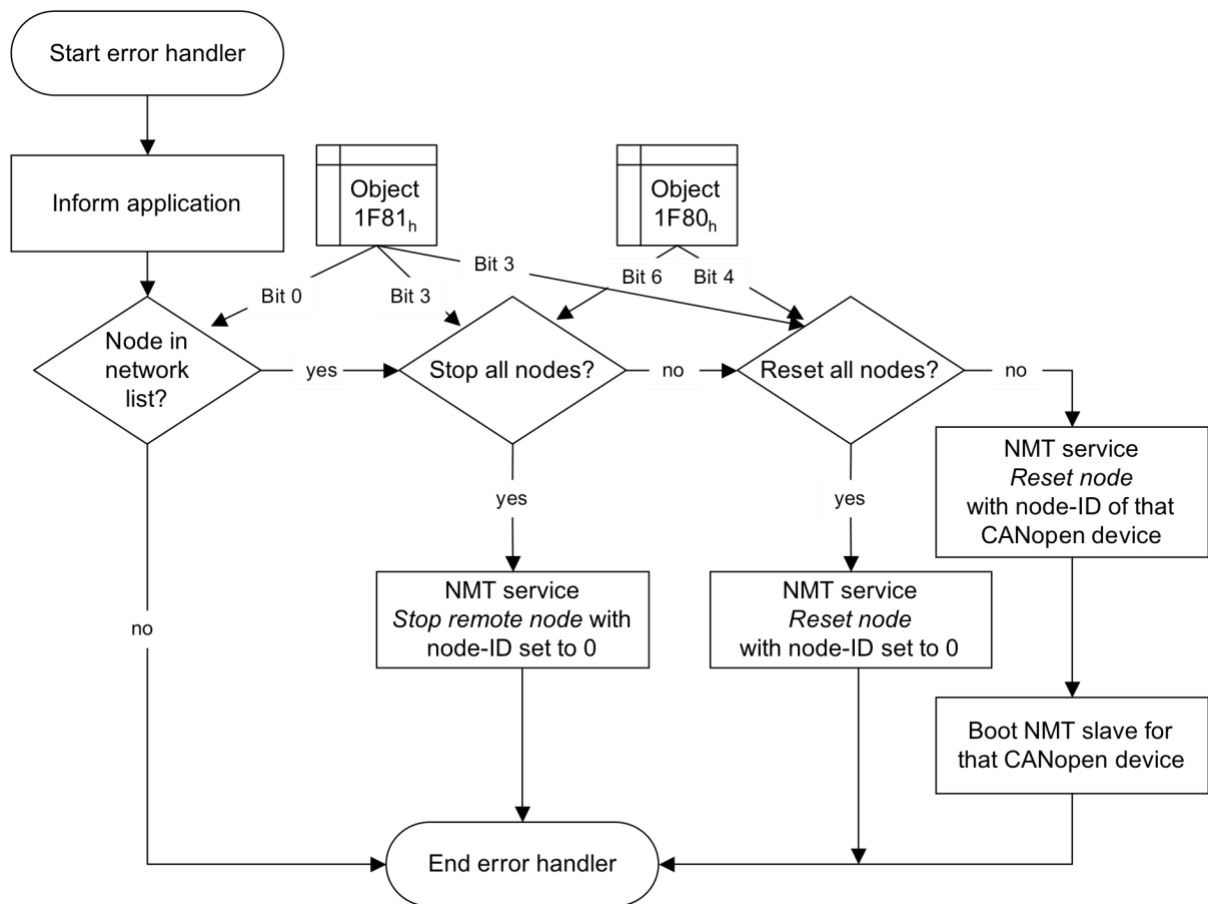 Start error handler
Inform application
Object
1F81h
Object
1F80h
Bit 0
Bit 3
Bit 3
Bit 6
Bit 4
Node in
network
list?
yes
Stop all nodes?
no
Reset all nodes?
no
NMT service
Reset node
with node-ID of that
CANopen device
yes
yes
NMT service
Stop remote node with
node-ID set to 0
NMT service
Reset node
with node-ID set to 0
no
Boot NMT slave for
that CANopen device
End error handler